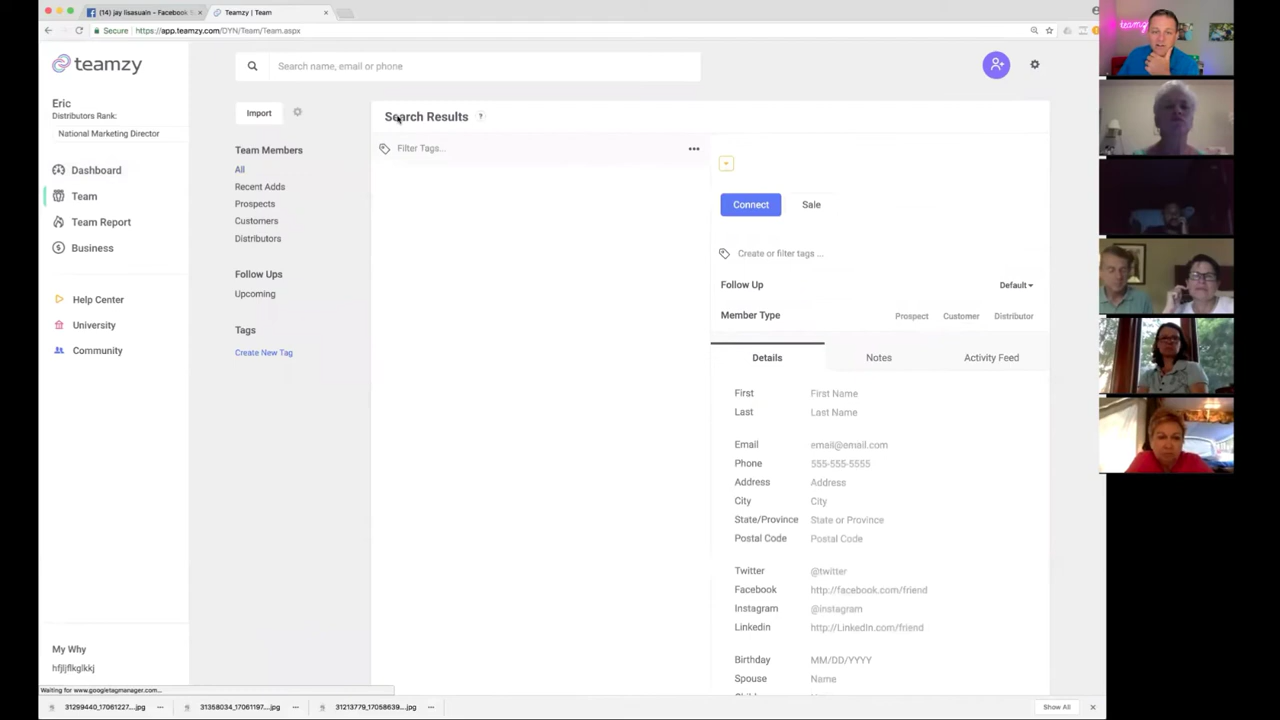 (14) jay lisasuain - Facebook S
Teamzy | Team
Secure
https://app.teamzy.com/DYN/Team/Team.aspx
teamzy
Search name, email or phone
Eric
Distributors Rank:
National Marketing Director
Dashboard
Team
Team Report
Business
Help Center
University
Community
My Why
hfjljflkglkkj
Import
Team Members
All
Recent Adds
Prospects
Customers
Distributors
Follow Ups
Upcoming
Tags
Create New Tag
Search Results ?
Filter Tags...
Connect
Sale
Create or filter tags ...
Follow Up
Default
Member Type
Prospect
Customer
Distributor
Details
Notes
Activity Feed
First
First Name
Last
Last Name
Email
email@email.com
Phone
555-555-5555
Address
Address
City
City
State/Province
State or Province
Postal Code
Postal Code
Twitter
@twitter
Facebook
http://facebook.com/friend
Instagram
@instagram
Linkedin
http://LinkedIn.com/friend
Birthday
MM/DD/YYYY
Spouse
Name
Waiting for www.googletagmanager.com...
31299440_17061227....jpg
31358034_17061197....jpg
31213779_17058639....jpg
Show All
teamzy